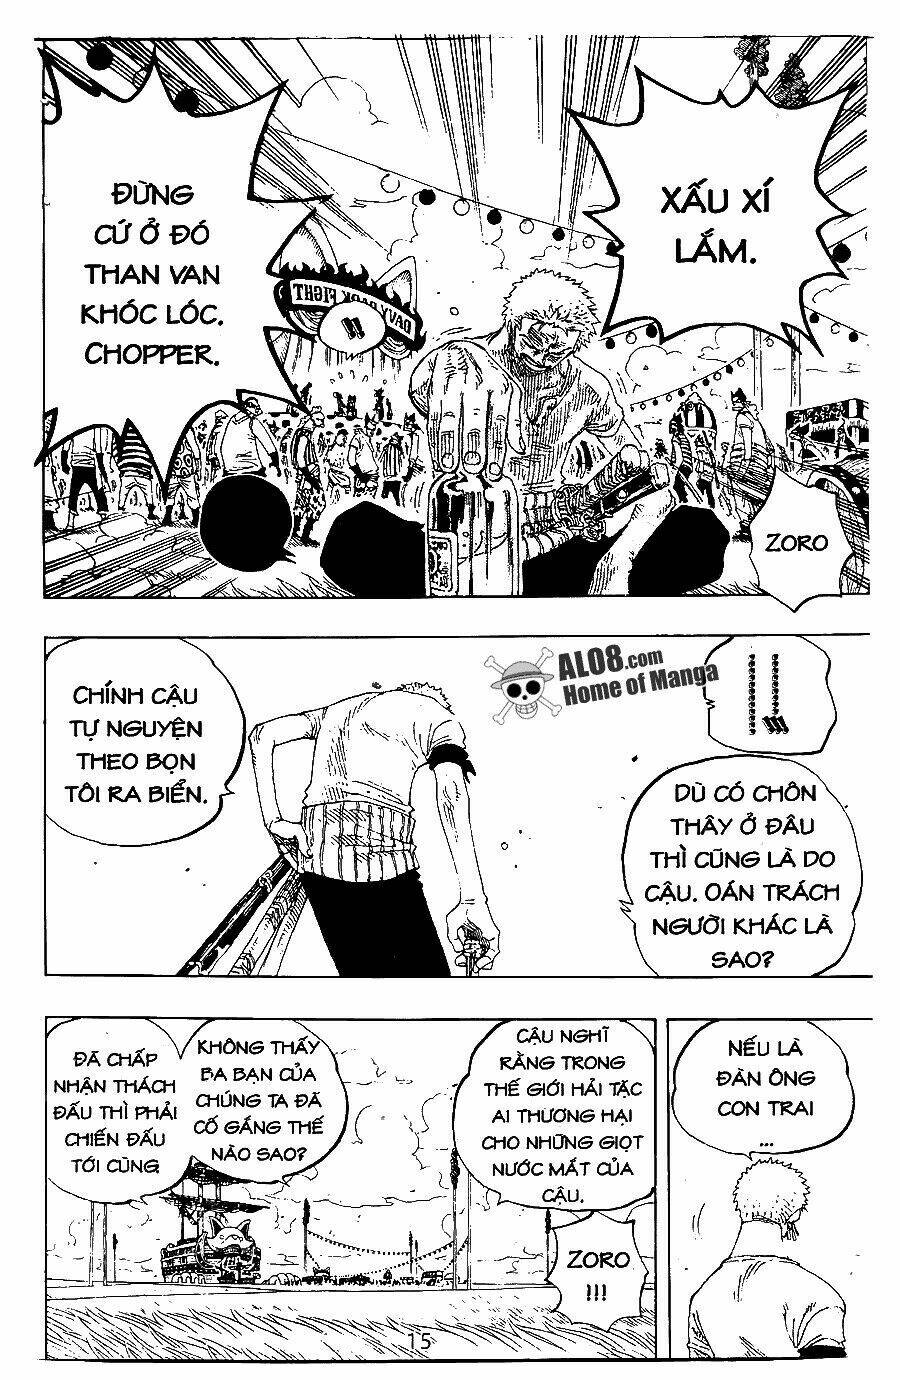 XẤU XÍ
LẮM.
ĐỪNG
CỨ Ở ĐÓ
THAN VAN
KHÓC LÓC.
CHOPPER.
DAVY BACK FIGHT
!!
ZORO
!!!
ALO8.com
Home of Manga
CHÍNH CẬU
TỰ NGUYỆN
THEO BỌN
TÔI RA BIỂN.
DÙ CÓ CHÔN
THÂY Ở ĐÂU
THÌ CŨNG LÀ DO
CẬU. OÁN TRÁCH
NGƯỜI KHÁC LÀ
SAO?
NẾU LÀ
ĐÀN ÔNG
CON TRAI
...
CẬU NGHĨ
RẰNG TRONG
THẾ GIỚI HẢI TẶC
AI THƯƠNG HẠI
CHO NHỮNG GIỌT
NƯỚC MẮT CỦA
CẬU.
ZORO
!!!
KHÔNG THẤY
BA BẠN CỦA
CHÚNG TA ĐÃ
CỐ GẮNG THẾ
NÀO SAO?
ĐÃ CHẤP
NHẬN THÁCH
ĐẤU THÌ PHẢI
CHIẾN ĐẤU
TỚI CÙNG.
15